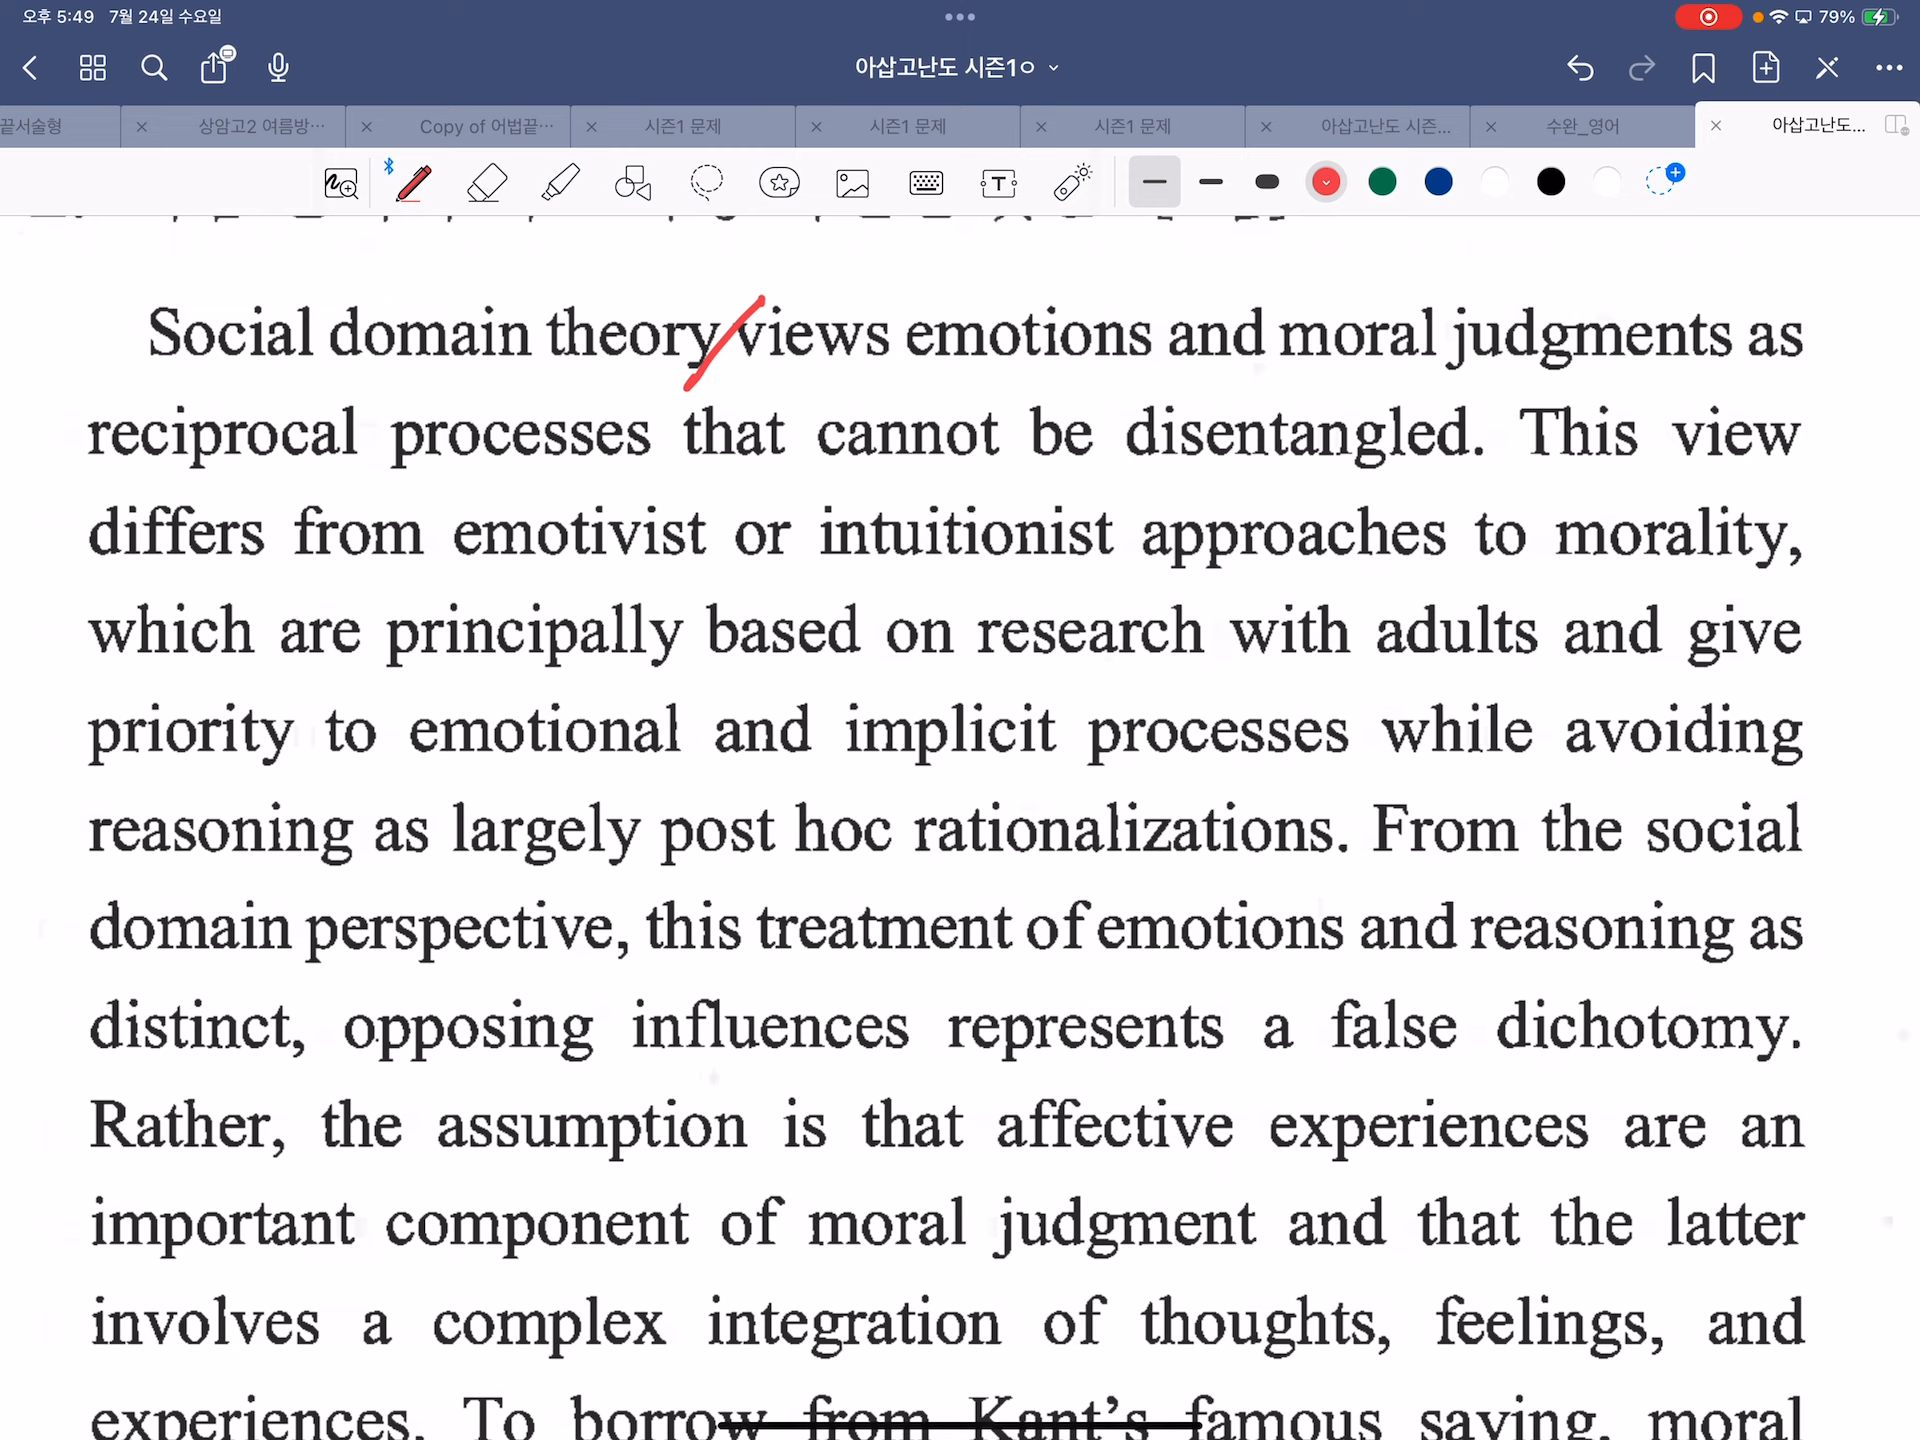 오후 5:49 7월 24일 수요일
79%
아삽고난도 시즌1ㅇ
끝서술형
상암고2 여름방…
Copy of 어법끝…
시즌1 문제
시즌1 문제
시즌1 문제
아삽고난도 시즌…
수완_영어
아삽고난도…
Social domain theory views emotions and moral judgments as
reciprocal processes that cannot be disentangled. This view
differs from emotivist or intuitionist approaches to morality,
which are principally based on research with adults and give
priority to emotional and implicit processes while avoiding
reasoning as largely post hoc rationalizations. From the social
domain perspective, this treatment of emotions and reasoning as
distinct, opposing influences represents a false dichotomy.
Rather, the assumption is that affective experiences are an
important component of moral judgment and that the latter
involves a complex integration of thoughts, feelings, and
experiences. To borrow from Kant's famous saying, moral